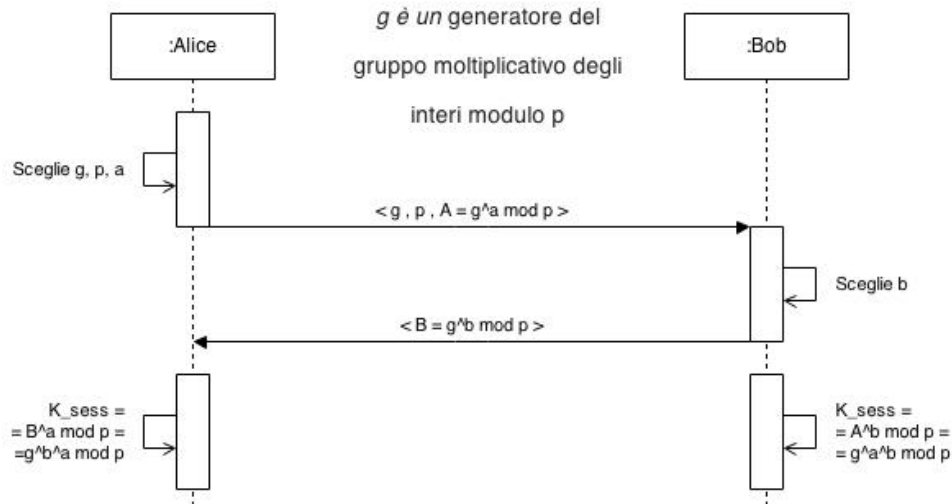 :Alice
g è un generatore del
gruppo moltiplicativo degli
interi modulo p
:Bob
Sceglie g, p, a
< g , p , A = g^a mod p >
Sceglie b
< B = g^b mod p >
K_sess =
= B^a mod p =
=g^b^a mod p
K_sess =
= A^b mod p =
= g^a^b mod p